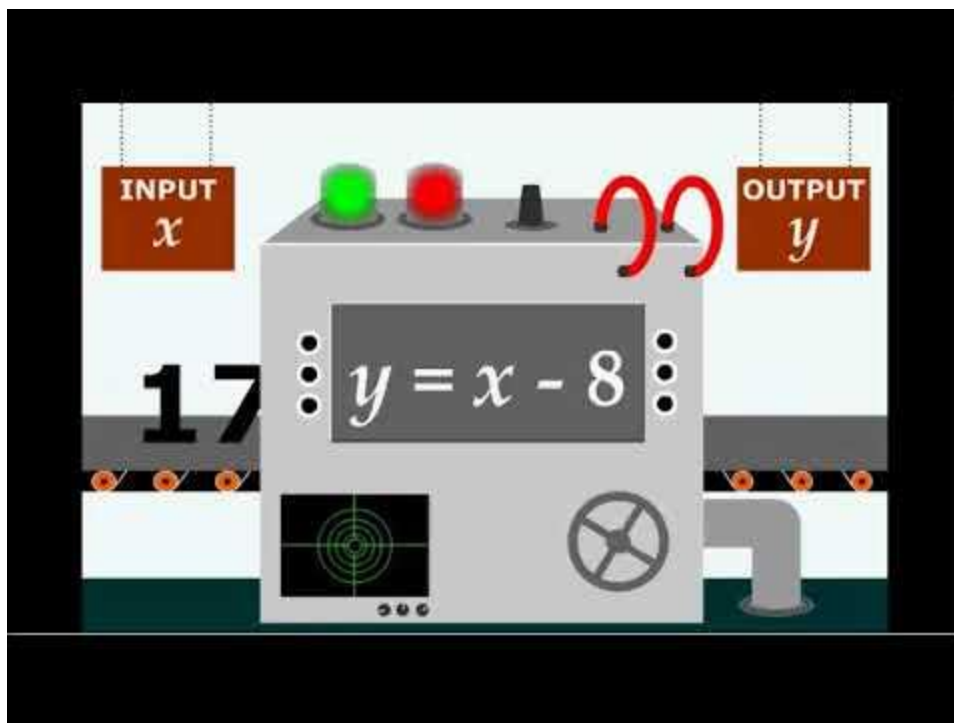 INPUT
x
OUTPUT
y
17
y = x - 8